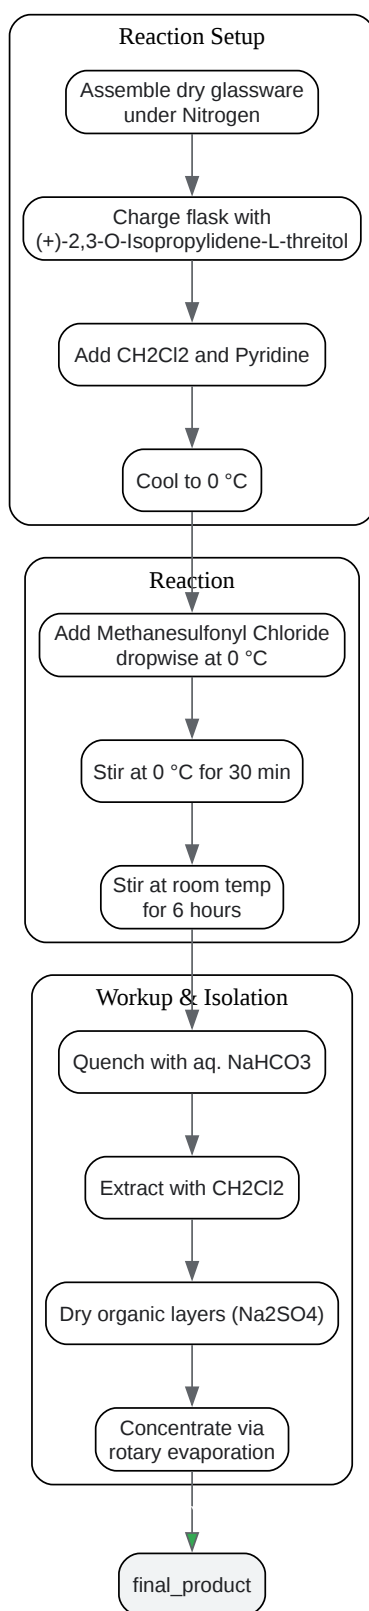 Reaction Setup
Assemble dry glassware
under Nitrogen
Charge flask with
(+)-2,3-O-Isopropylidene-L-threitol
Add CH2Cl2 and Pyridine
Cool to 0 °C
Reaction
Add Methanesulfonyl Chloride
dropwise at 0 °C
Stir at 0 °C for 30 min
Stir at room temp
for 6 hours
Workup & Isolation
Quench with aq. NaHCO3
Extract with CH2Cl2
Dry organic layers (Na2SO4)
Concentrate via
rotary evaporation
final_product